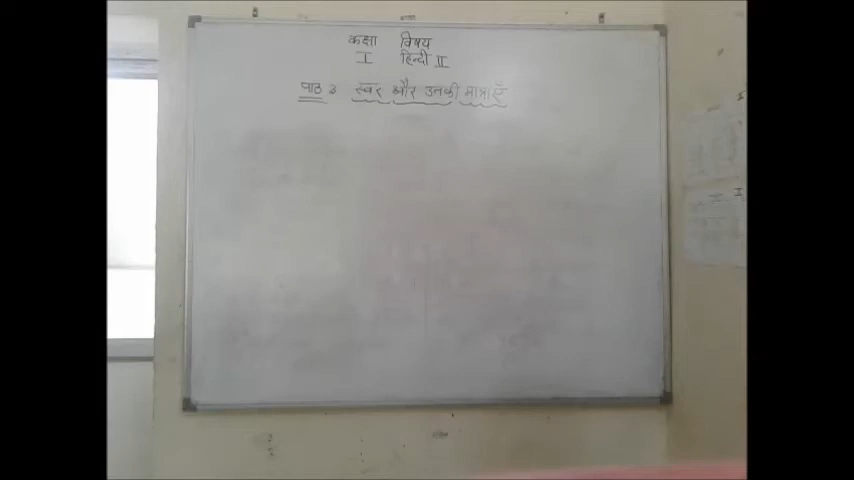 कक्षा विषय
I हिन्दी II
पाठ 3 स्वर और उनकी मात्राएँ